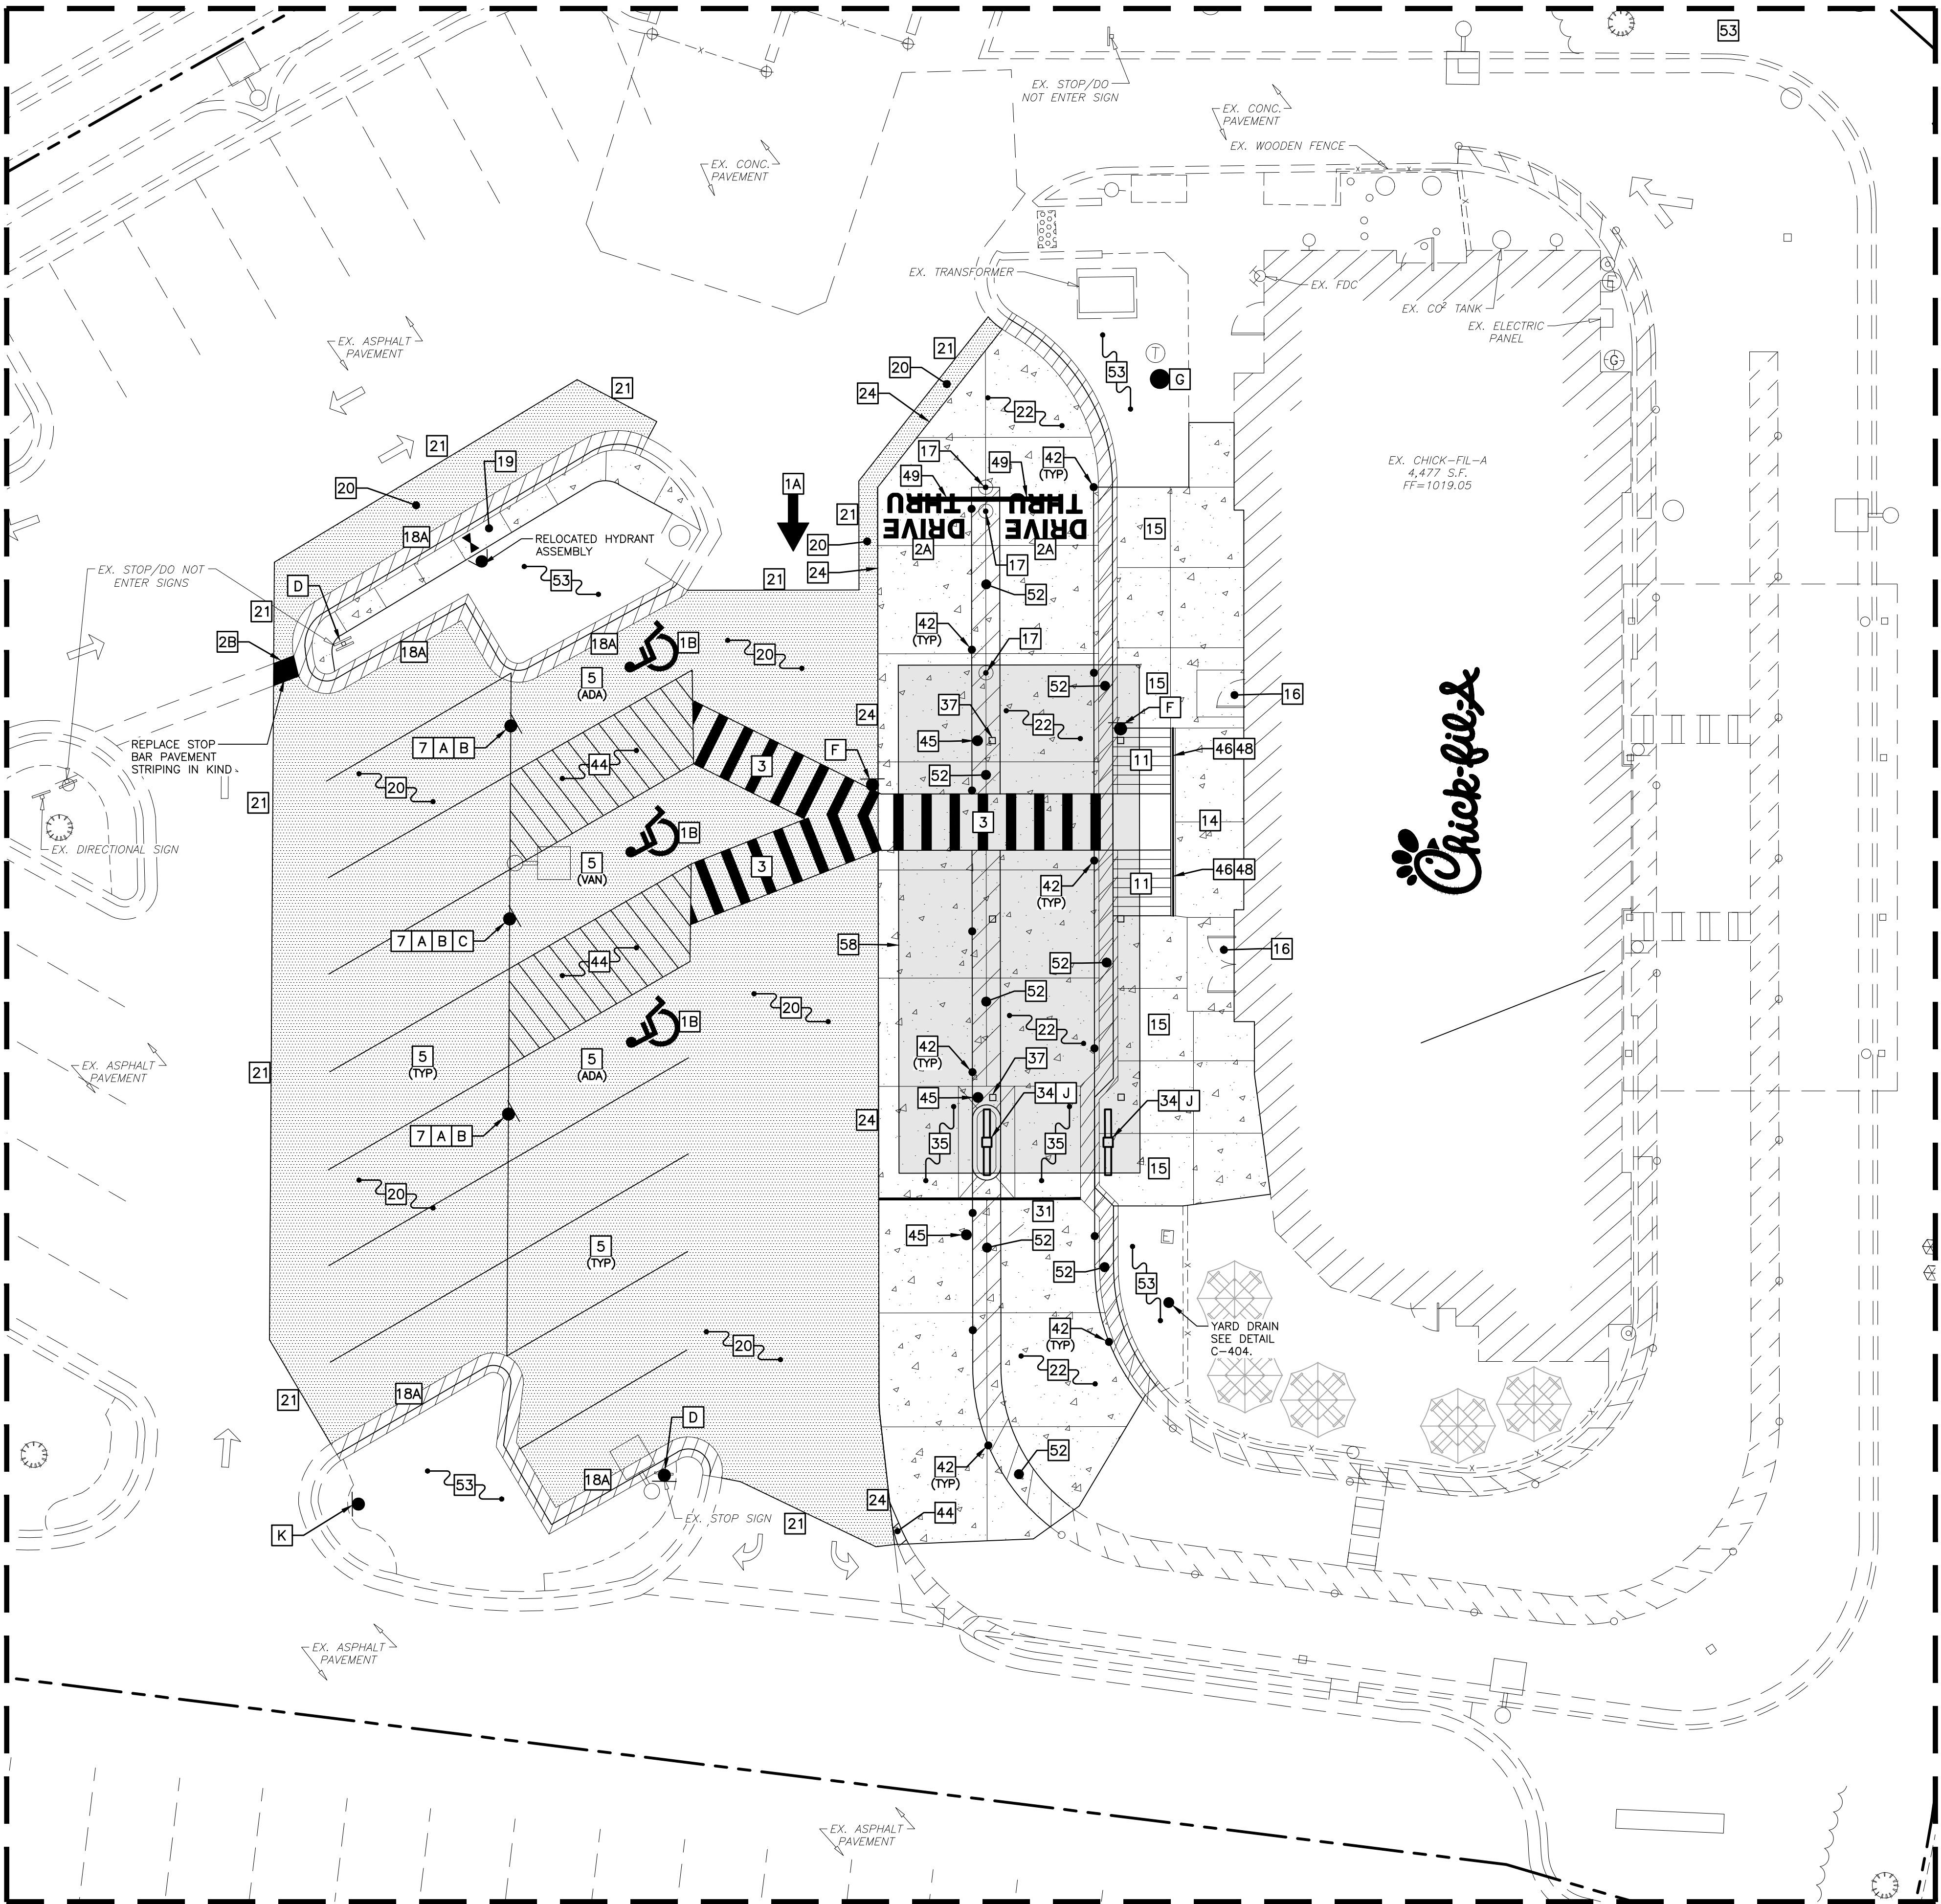 53
EX. STOP/DO
NOT ENTER SIGN
EX. CONC.
PAVEMENT
EX. WOODEN FENCE
EX. CONC.
PAVEMENT
EX. TRANSFORMER
EX. FDC
E
EX. CO2 TANK
EX. ELECTRIC
PANEL
EX. ASPHALT
PAVEMENT
21
20
24
T
53
G
G
21
22
21
19
17
49
49
42
(TYP)
EX. CHICK-FIL-A
4,477 S.F.
FF=1019.05
20
1A
DRIVE
THRU
DRIVE
THRU
21
15
18A
RELOCATED HYDRANT
ASSEMBLY
20
2A
2A
24
17
EX. STOP/DO NOT
ENTER SIGNS
D
53
21
52
21
2B
18A
18A
1B
20
42
(TYP)
17
5
(ADA)
52
15
16
24
37
22
F
REPLACE STOP
BAR PAVEMENT
STRIPING IN KIND
7 A B
44
3
F
45
11
46 48
20
52
21
3
14
Chick-fil-A
EX. DIRECTIONAL SIGN
1B
5
(VAN)
3
42
(TYP)
11
46 48
7 A B C
44
58
52
16
20
52
1B
22
15
EX. ASPHALT
PAVEMENT
21
5
(TYP)
5
(ADA)
42
(TYP)
37
45
34 J
34 J
24
7 A B
35
35
15
20
31
45
52
5
(TYP)
E
52
53
YARD DRAIN
SEE DETAIL
C-404.
20
42
(TYP)
22
21
18A
D
52
42
(TYP)
53
18A
24
44
K
EX. STOP SIGN
21
EX. ASPHALT
PAVEMENT
EX. ASPHALT
PAVEMENT